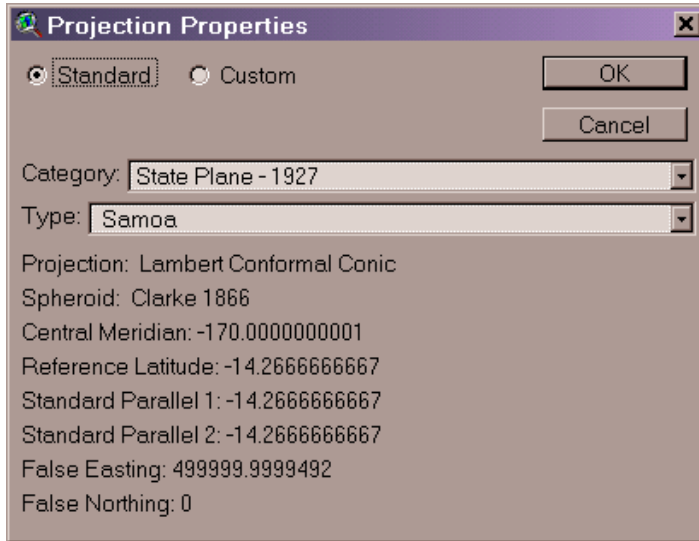 Projection Properties
Standard Custom OK
Cancel
Category: State Plane - 1927
Type: Samoa
Projection: Lambert Conformal Conic
Spheroid: Clarke 1866
Central Meridian: -170.0000000001
Reference Latitude: -14.2666666667
Standard Parallel 1: -14.2666666667
Standard Parallel 2: -14.2666666667
False Easting: 499999.9999492
False Northing: 0